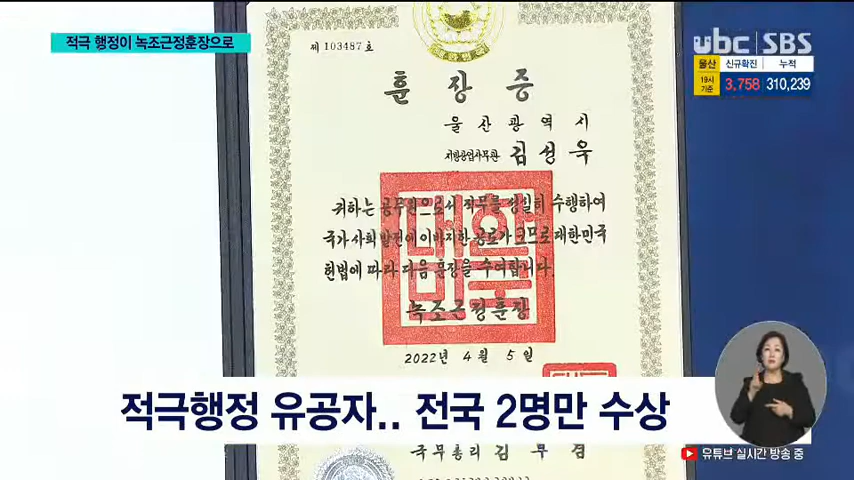 적극 행정이 녹조근정훈장으로
ubc SBS
울산 신규확진 누적
19시 기준 3,758 310,239
제 103487 호
훈 장 증
울 산 광 역 시
지방공업사무관 김 성 욱
귀하는 공무원으로서 직무를 성실히 수행하여
국가 사회 발전에 이바지한 공로가 크므로 대한민국
헌법에 따라 다음 훈장을 수여합니다.
녹조근정훈장
2022년 4 월 5 일
적극행정 유공자.. 전국 2명만 수상
국무총리 김 부 겸
유튜브 실시간 방송 중